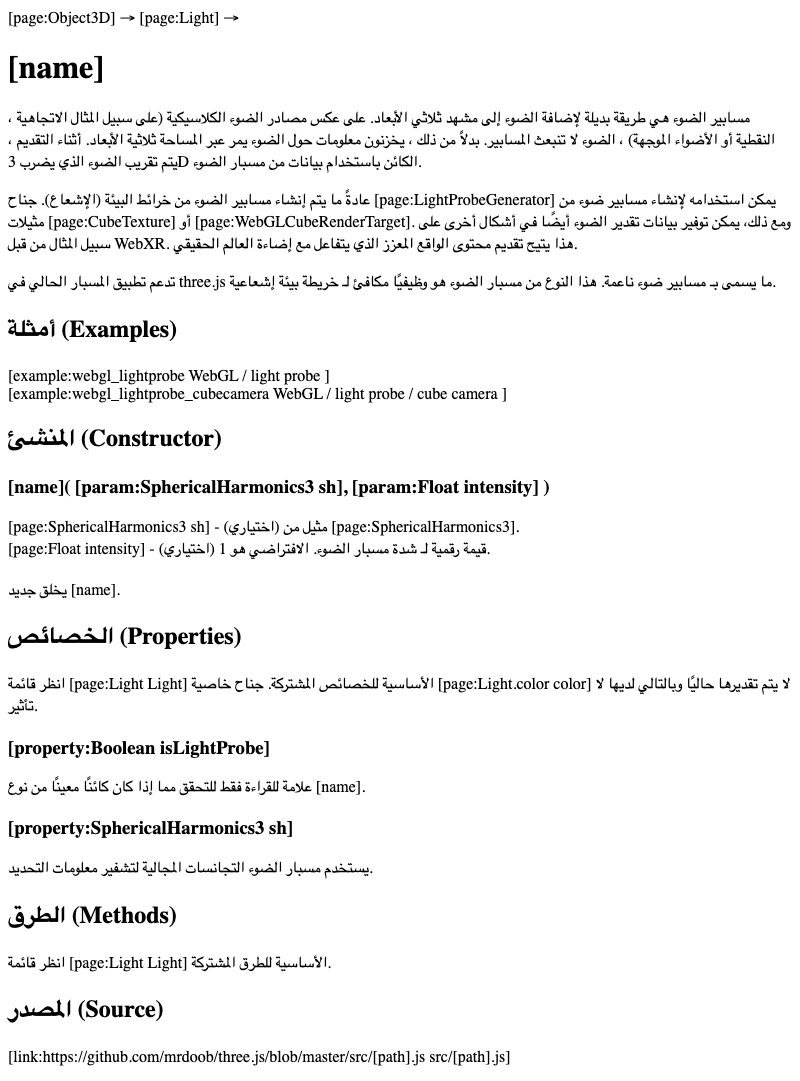 [page:Object3D] → [page:Light] →
[name]
مسابير الضوء هي طريقة بديلة لإضافة الضوء إلى مشهد ثلاثي الأبعاد. على عكس مصادر الضوء الكلاسيكية (على سبيل المثال الاتجاهية ،
النقطية أو الأضواء الموجهة) ، الضوء لا تنبعث المسابير. بدلاً من ذلك ، يخزنون معلومات حول الضوء يمر عبر المساحة ثلاثية الأبعاد. أثناء التقديم ،
يتم تقريب الضوء الذي يضرب 3D الكائن باستخدام بيانات من مسبار الضوء.
عادةً ما يتم إنشاء مسابير الضوء من خرائط البيئة (الإشعاع). جناح [page:LightProbeGenerator] يمكن استخدامه لإنشاء مسابير ضوء من
مثيلات [page:CubeTexture] أو [page:WebGLCubeRenderTarget]. ومع ذلك، يمكن توفير بيانات تقدير الضوء أيضًا في أشكال أخرى على
سبيل المثال من قبل WebXR. هذا يتيح تقديم محتوى الواقع المعزز الذي يتفاعل مع إضاءة العالم الحقيقي.
تدعم تطبيق المسبار الحالي في three.js ما يسمى بـ مسابير ضوء ناعمة. هذا النوع من مسبار الضوء هو وظيفيًا مكافئ لـ خريطة بيئة إشعاعية.
أمثلة (Examples)
[example:webgl_lightprobe WebGL / light probe ]
[example:webgl_lightprobe_cubecamera WebGL / light probe / cube camera ]
المنشئ (Constructor)
[name]( [param:SphericalHarmonics3 sh], [param:Float intensity] )
[page:SphericalHarmonics3 sh] - (اختياري) مثيل من [page:SphericalHarmonics3].
[page:Float intensity] - (اختياري) قيمة رقمية لـ شدة مسبار الضوء. الافتراضي هو 1.
يخلق جديد [name].
الخصائص (Properties)
انظر قائمة [page:Light Light] الأساسية للخصائص المشتركة. جناح خاصية [page:Light.color color] لا يتم تقديرها حاليًا وبالتالي لديها لا
تأثير.
[property:Boolean isLightProbe]
علامة للقراءة فقط للتحقق مما إذا كان كائنًا معينًا من نوع [name].
[property:SphericalHarmonics3 sh]
يستخدم مسبار الضوء التجانسات المجالية لتشفير معلومات التحديد.
الطرق (Methods)
انظر قائمة [page:Light Light] الأساسية للطرق المشتركة.
المصدر (Source)
[link:https://github.com/mrdoob/three.js/blob/master/src/[path].js src/[path].js]